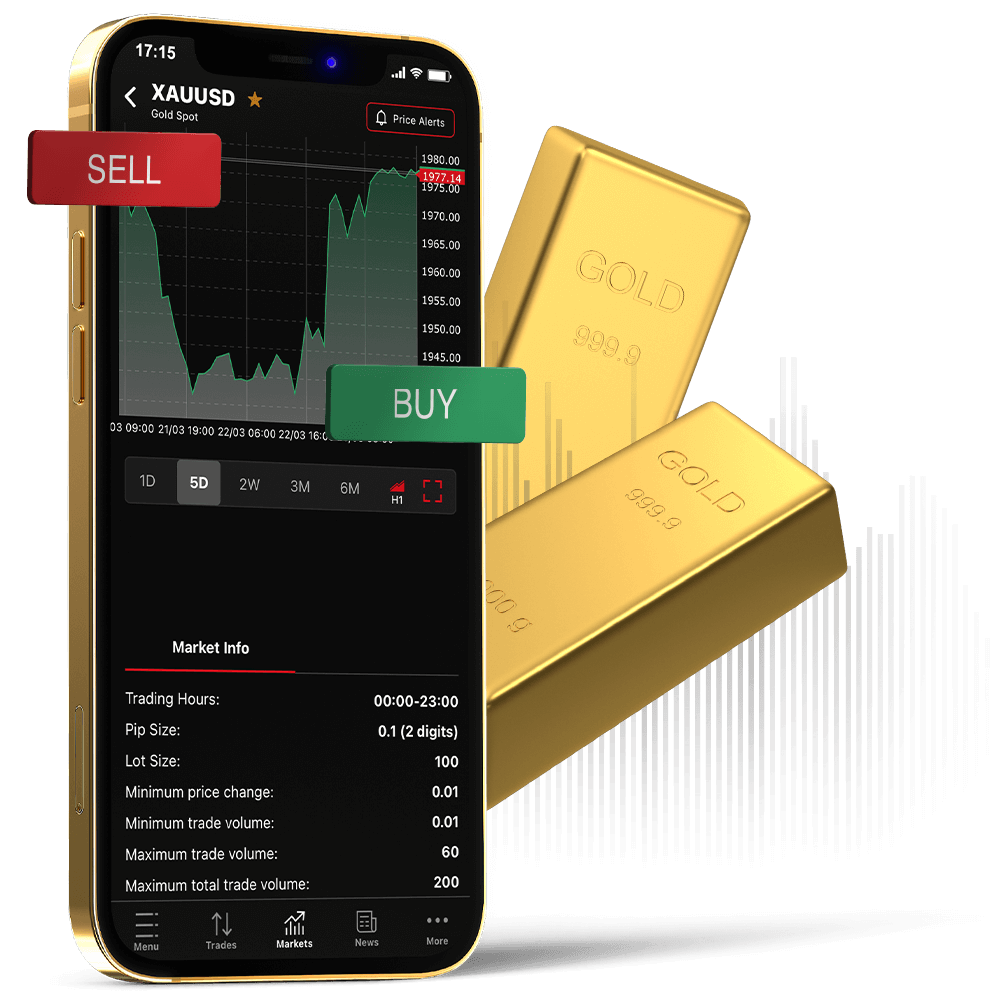 17:15
XAUUSD
Gold Spot
Price Alerts
SELL
1980.00
1977.14
1975.00
1970.00
1965.00
1960.00
1955.00
1950.00
1945.00
BUY
03 09:00 21/03 19:00 22/03 06:00 22/03 16:0
1D 5D 2W 3M 6M H1
Market Info
Trading Hours: 00:00-23:00
Pip Size: 0.1 (2 digits)
Lot Size: 100
Minimum price change: 0.01
Minimum trade volume: 0.01
Maximum trade volume: 60
Maximum total trade volume: 200
Menu Trades Markets News More
GOLD
999.9
GOLD
999.9
00 g